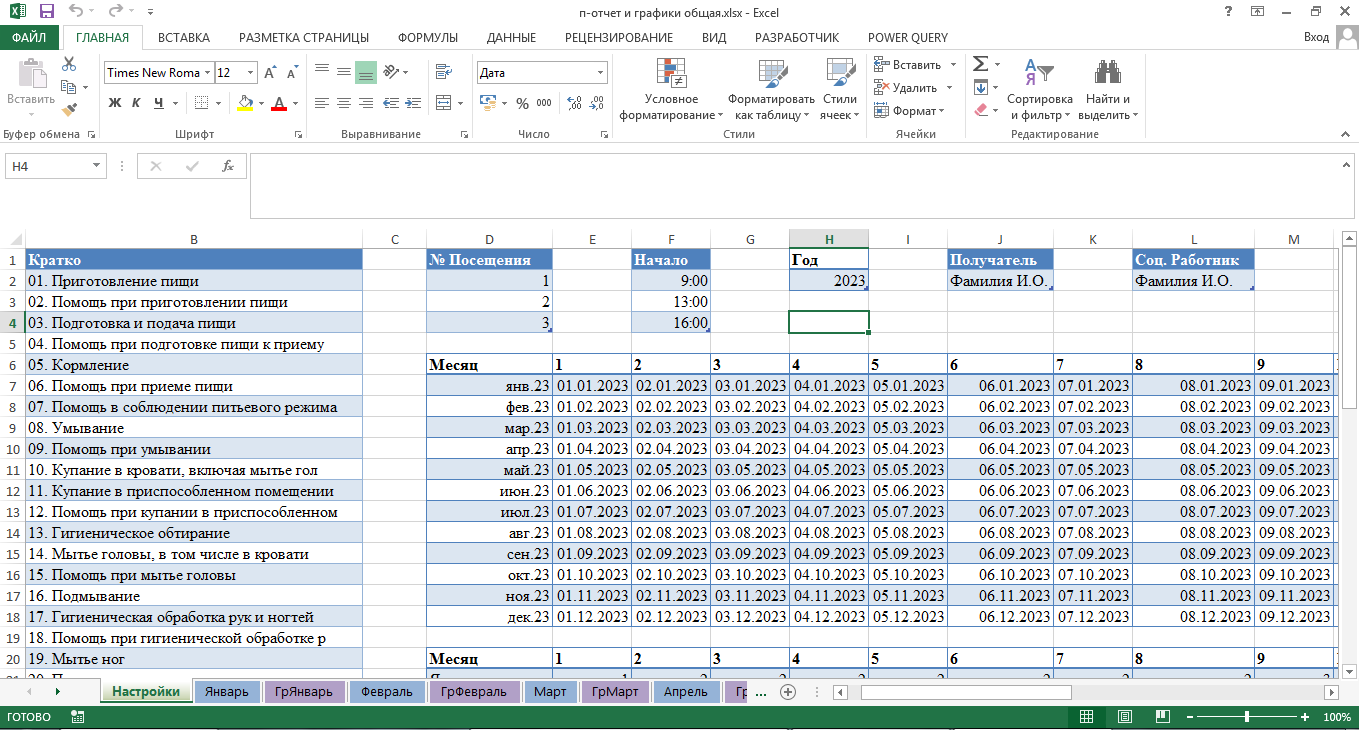 п-отчет и графики общая.xlsx - Excel
ФАЙЛ ГЛАВНАЯ ВСТАВКА РАЗМЕТКА СТРАНИЦЫ ФОРМУЛЫ ДАННЫЕ РЕЦЕНЗИРОВАНИЕ ВИД РАЗРАБОТЧИК POWER QUERY Вход
Вставить
Times New Roma 12
Ж К Ч А
Дата
% 000
Условное форматирование
Форматировать как таблицу
Стили ячеек
Вставить
Удалить
Формат
Сортировка и фильтр
Найти и выделить
Буфер обмена Шрифт Выравнивание Число Стили Ячейки Редактирование
H4 fx
B C D E F G H I J K L M
1 Кратко № Посещения Начало Год Получатель Соц. Работник
2 01. Приготовление пищи 1 9:00 2023 Фамилия И.О. Фамилия И.О.
3 02. Помощь при приготовлении пищи 2 13:00
4 03. Подготовка и подача пищи 3 16:00
5 04. Помощь при подготовке пищи к приему
6 05. Кормление Месяц 1 2 3 4 5 6 7 8 9
7 06. Помощь при приеме пищи янв.23 01.01.2023 02.01.2023 03.01.2023 04.01.2023 05.01.2023 06.01.2023 07.01.2023 08.01.2023 09.01.2023
8 07. Помощь в соблюдении питьевого режима фев.23 01.02.2023 02.02.2023 03.02.2023 04.02.2023 05.02.2023 06.02.2023 07.02.2023 08.02.2023 09.02.2023
9 08. Умывание мар.23 01.03.2023 02.03.2023 03.03.2023 04.03.2023 05.03.2023 06.03.2023 07.03.2023 08.03.2023 09.03.2023
10 09. Помощь при умывании апр.23 01.04.2023 02.04.2023 03.04.2023 04.04.2023 05.04.2023 06.04.2023 07.04.2023 08.04.2023 09.04.2023
11 10. Купание в кровати, включая мытье гол май.23 01.05.2023 02.05.2023 03.05.2023 04.05.2023 05.05.2023 06.05.2023 07.05.2023 08.05.2023 09.05.2023
12 11. Купание в приспособленном помещении июн.23 01.06.2023 02.06.2023 03.06.2023 04.06.2023 05.06.2023 06.06.2023 07.06.2023 08.06.2023 09.06.2023
13 12. Помощь при купании в приспособленном июл.23 01.07.2023 02.07.2023 03.07.2023 04.07.2023 05.07.2023 06.07.2023 07.07.2023 08.07.2023 09.07.2023
14 13. Гигиеническое обтирание авг.23 01.08.2023 02.08.2023 03.08.2023 04.08.2023 05.08.2023 06.08.2023 07.08.2023 08.08.2023 09.08.2023
15 14. Мытье головы, в том числе в кровати сен.23 01.09.2023 02.09.2023 03.09.2023 04.09.2023 05.09.2023 06.09.2023 07.09.2023 08.09.2023 09.09.2023
16 15. Помощь при мытье головы окт.23 01.10.2023 02.10.2023 03.10.2023 04.10.2023 05.10.2023 06.10.2023 07.10.2023 08.10.2023 09.10.2023
17 16. Подмывание ноя.23 01.11.2023 02.11.2023 03.11.2023 04.11.2023 05.11.2023 06.11.2023 07.11.2023 08.11.2023 09.11.2023
18 17. Гигиеническая обработка рук и ногтей дек.23 01.12.2023 02.12.2023 03.12.2023 04.12.2023 05.12.2023 06.12.2023 07.12.2023 08.12.2023 09.12.2023
19 18. Помощь при гигиенической обработке р
20 19. Мытье ног Месяц 1 2 3 4 5 6 7 8 9
Настройки Январь ГрЯнварь Февраль ГрФевраль Март ГрМарт Апрель Гр ...
ГОТОВО 100%